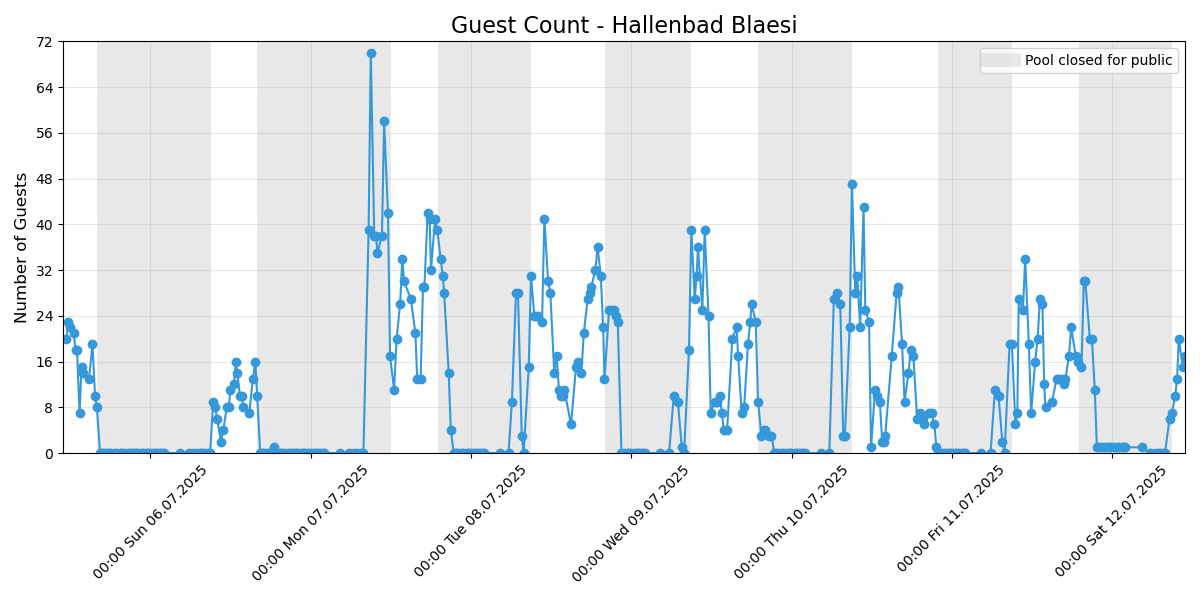 Guest Count - Hallenbad Blaesi
Pool closed for public
Number of Guests
72
64
56
48
40
32
24
16
8
0
00:00 Sun 06.07.2025
00:00 Mon 07.07.2025
00:00 Tue 08.07.2025
00:00 Wed 09.07.2025
00:00 Thu 10.07.2025
00:00 Fri 11.07.2025
00:00 Sat 12.07.2025